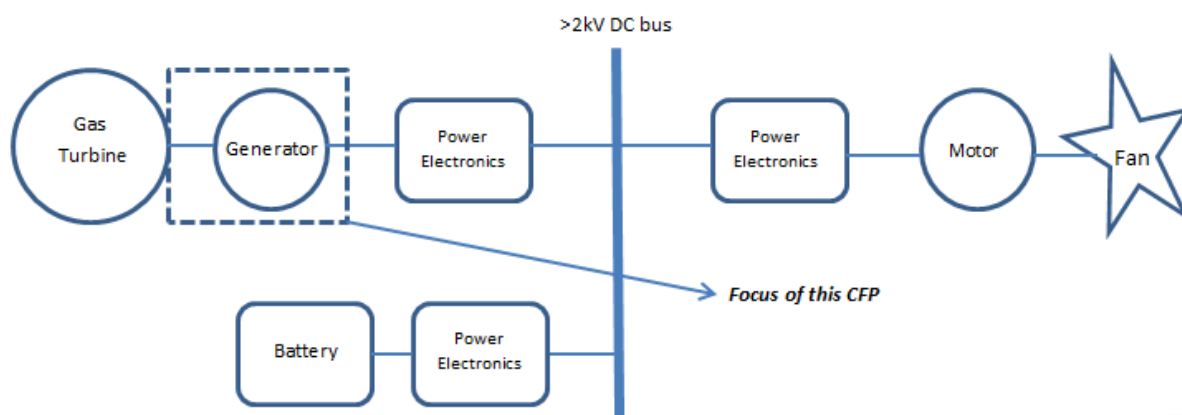 >2kV DC bus
Gas
Turbine
Generator
Power
Electronics
Power
Electronics
Motor
Fan
Focus of this CFP
Battery
Power
Electronics